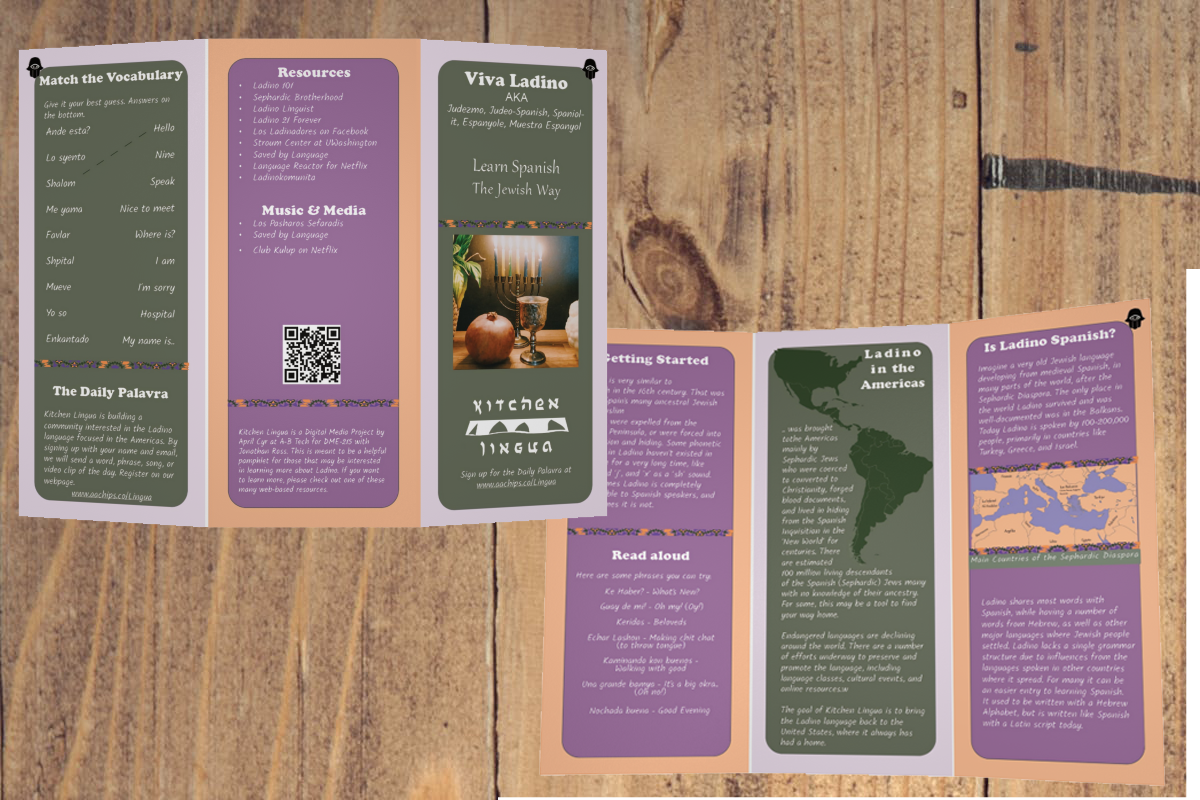 Match the Vocabulary
Give it your best guess. Answers on
the bottom.
Ande esta?
Hello
Lo syento
Nine
Shalom
Speak
Me yama
Nice to meet
Favlar
Where is?
Shpital
I am
Mueve
I'm sorry
Yo so
Hospital
Enkantado
My name is..
The Daily Palavra
Kitchen Lingua is building a
community interested in the Ladino
language focused in the Americas. By
signing up with your name and email,
we will send a word, phrase, song, or
video clip of the day. Register on our
webpage.
www.aachips.co/Lingua
Resources
• Ladino 101
• Sephardic Brotherhood
• Ladino Linguist
• Ladino 21 Forever
• Los Ladinadores on Facebook
• Stroum Center at UWashington
• Saved by Language
• Language Reactor for Netflix
• Ladinokomunita
Music & Media
• Los Pasharos Sefaradis
• Saved by Language
• Club Kulup on Netflix
Kitchen Lingua is a Digital Media Project by
April Cyr at A-B Tech for DME-215 with
Jonathan Ross. This is meant to be a helpful
pamphlet for those that may be interested
in learning more about Ladino. If you want
to learn more, please check out one of these
many web-based resources.
Viva Ladino
AKA
Judezmo, Judeo-Spanish, Spaniol-
it, Espanyole, Muestra Espanyol
Learn Spanish
The Jewish Way
KITCHEN
LINGUA
Sign up for the Daily Palavra at
www.aachips.co/Lingua
Getting Started
is very similar to
in the 16th century. That was
ancestral Jewish
were expelled from the
Peninsula, or were forced into
and hiding. Some phonetic
in Ladino haven't existed in
for a very long time, like
'j', and 'x' as a 'sh' sound.
Ladino is completely
to Spanish speakers, and
it is not.
Read aloud
Here are some phrases you can try.
Ke Haber? - What's New?
Guay de mi! - Oh my! (Oy!)
Keridas - Beloveds
Echar Lashon - Making chit chat
(to throw tongue)
Kaminando kon buenos -
Walking with good
Una grande bamya - It's a big okra,
(Oh no!)
Nochada buena - Good Evening
Ladino
in the
Americas
.. was brought
tothe Americas
mainly by
Sephardic Jews
who were coerced
to converted to
Christianity, forged
blood documents,
and lived in hiding
from the Spanish
Inquisition in the
'New World' for
centuries. There
are estimated
100 million living descendants
of the Spanish (Sephardic) Jews many
with no knowledge of their ancestry.
For some, this may be a tool to find
your way home.
Endangered languages are declining
around the world. There are a number
of efforts underway to preserve and
promote the language, including
language classes, cultural events, and
online resources.w
The goal of Kitchen Lingua is to bring
the Ladino language back to the
United States, where it always has
had a home.
Is Ladino Spanish?
Imagine a very old Jewish language
developing from medieval Spanish, in
many parts of the world, after the
Sephardic Diaspora. The only place in
the world Ladino survived and was
well-documented was in the Balkans.
Today Ladino is spoken by 100-200,000
people, primarily in countries like
Turkey, Greece, and Israel.
Main Countries of the Sephardic Diaspora
Ladino shares most words with
Spanish, while having a number of
words from Hebrew, as well as other
major languages where Jewish people
settled. Ladino lacks a single grammar
structure due to influences from the
languages spoken in other countries
where it spread. For many it can be
an easier entry to learning Spanish.
It used to be written with a Hebrew
Alphabet, but is written like Spanish
with a Latin script today.